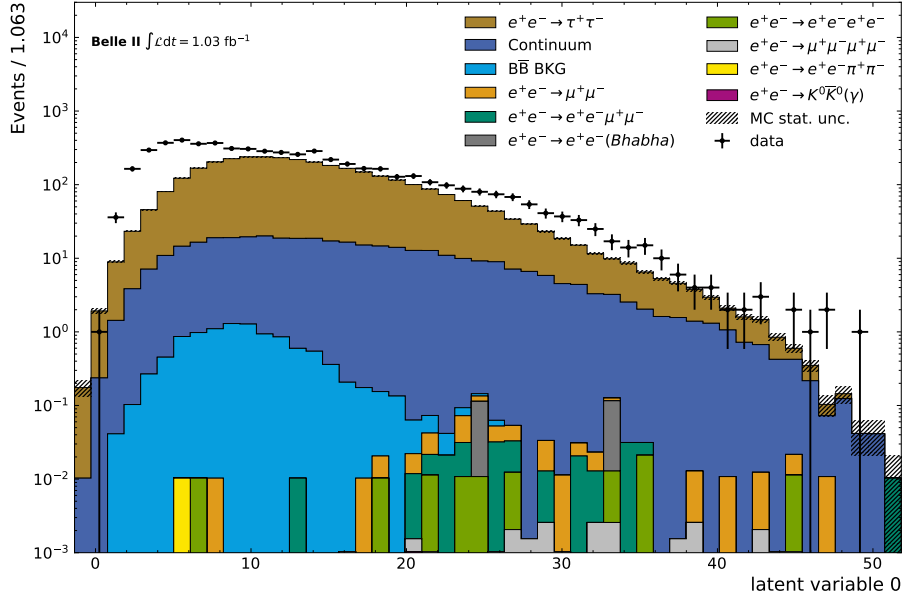 Belle II ∫ℒdt = 1.03 fb⁻¹
e⁺e⁻ → τ⁺τ⁻
Continuum
BB̅ BKG
e⁺e⁻ → μ⁺μ⁻
e⁺e⁻ → e⁺e⁻μ⁺μ⁻
e⁺e⁻ → e⁺e⁻(Bhabha)
e⁺e⁻ → e⁺e⁻e⁺e⁻
e⁺e⁻ → μ⁺μ⁻μ⁺μ⁻
e⁺e⁻ → e⁺e⁻π⁺π⁻
e⁺e⁻ → K⁰K̅⁰(γ)
MC stat. unc.
data
Events / 1.063
10⁴
10³
10²
10¹
10⁰
10⁻¹
10⁻²
10⁻³
0 10 20 30 40 50
latent variable 0